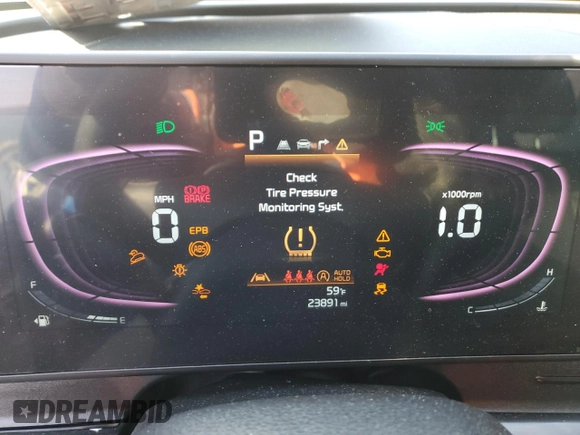 P
Check
Tire Pressure
Monitoring Syst.
MPH
0
BRAKE
EPB
ABS
x1000rpm
1.0
AUTO
HOLD
59°F
23891 mi
F
E
H
C
DREAMBID